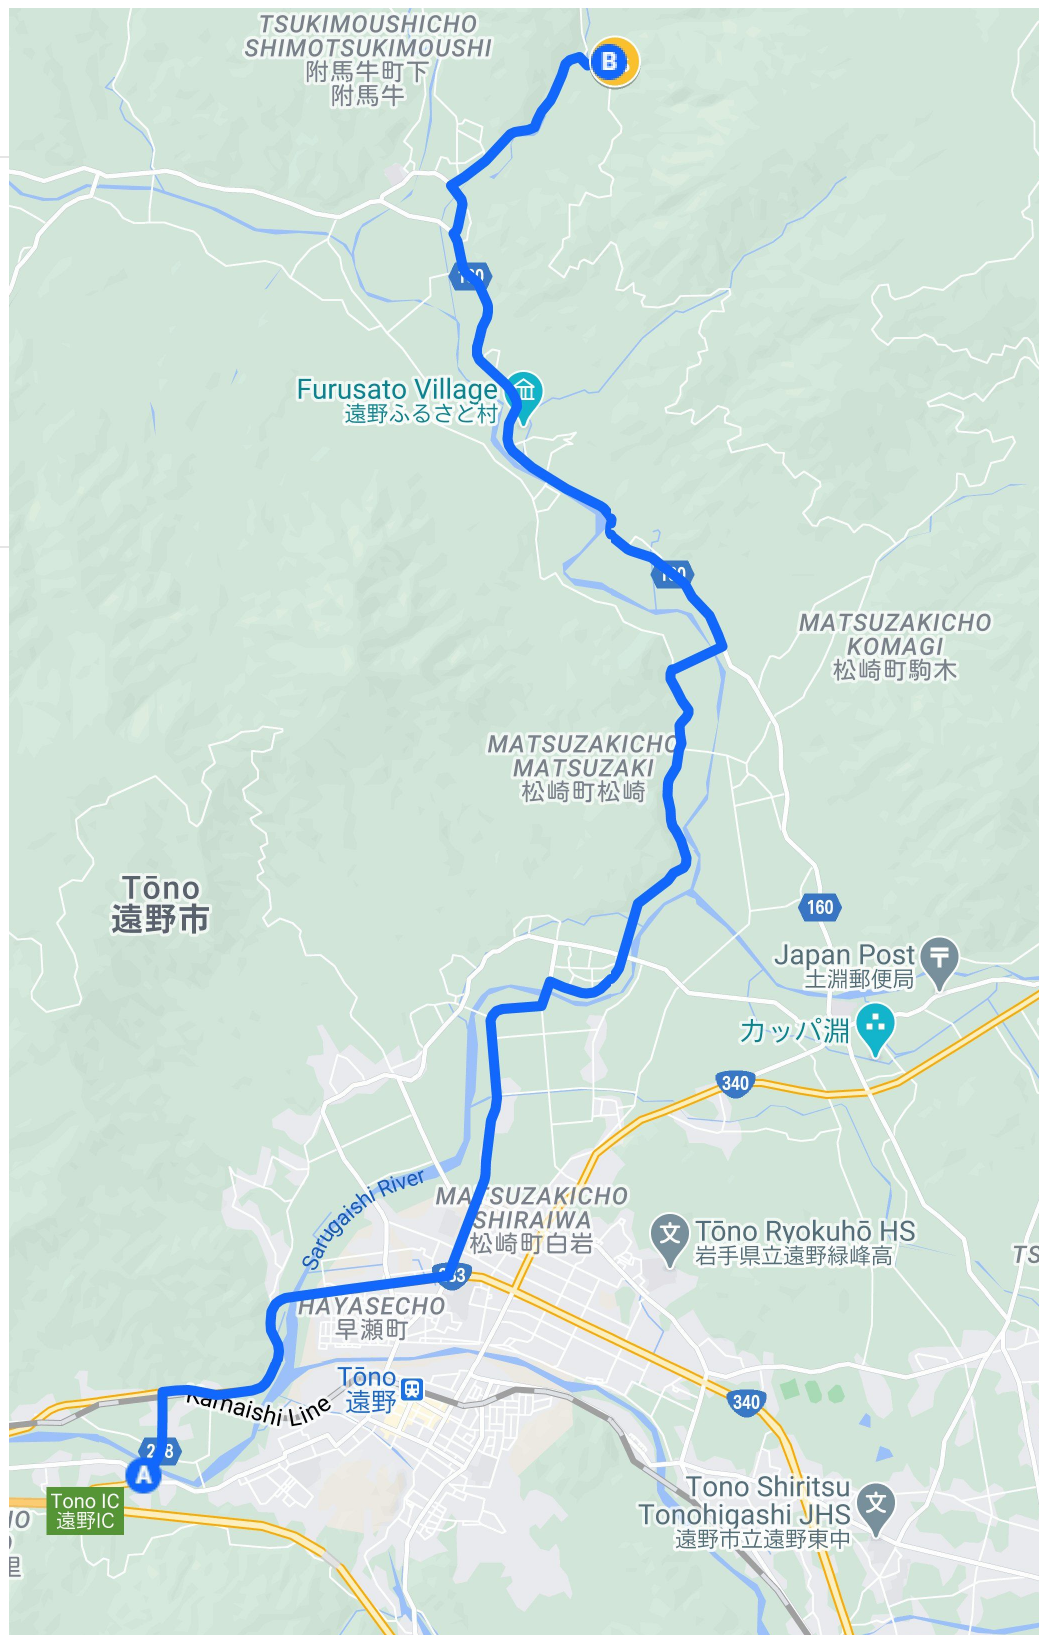 TSUKIMOUSHICHO
SHIMOTSUKIMOUSHI
附馬牛町下
附馬牛
B
Furusato Village
遠野ふるさと村
MATSUZAKICHO
KOMAGI
松崎町駒木
MATSUZAKICHO
MATSUZAKI
松崎町松崎
Tōno
遠野市
160
Japan Post
土淵郵便局
カッパ淵
340
Sarugaishi River
MATSUZAKICHO
SHIRAIWA
松崎町白岩
Tōno Ryokuhō HS
岩手県立遠野緑峰高
TS
HAYASECHO
早瀬町
Tōno
遠野
Kamaishi Line
340
A
Tono IC
遠野IC
Tono Shiritsu
Tonohigashi JHS
遠野市立遠野東中
HO
里